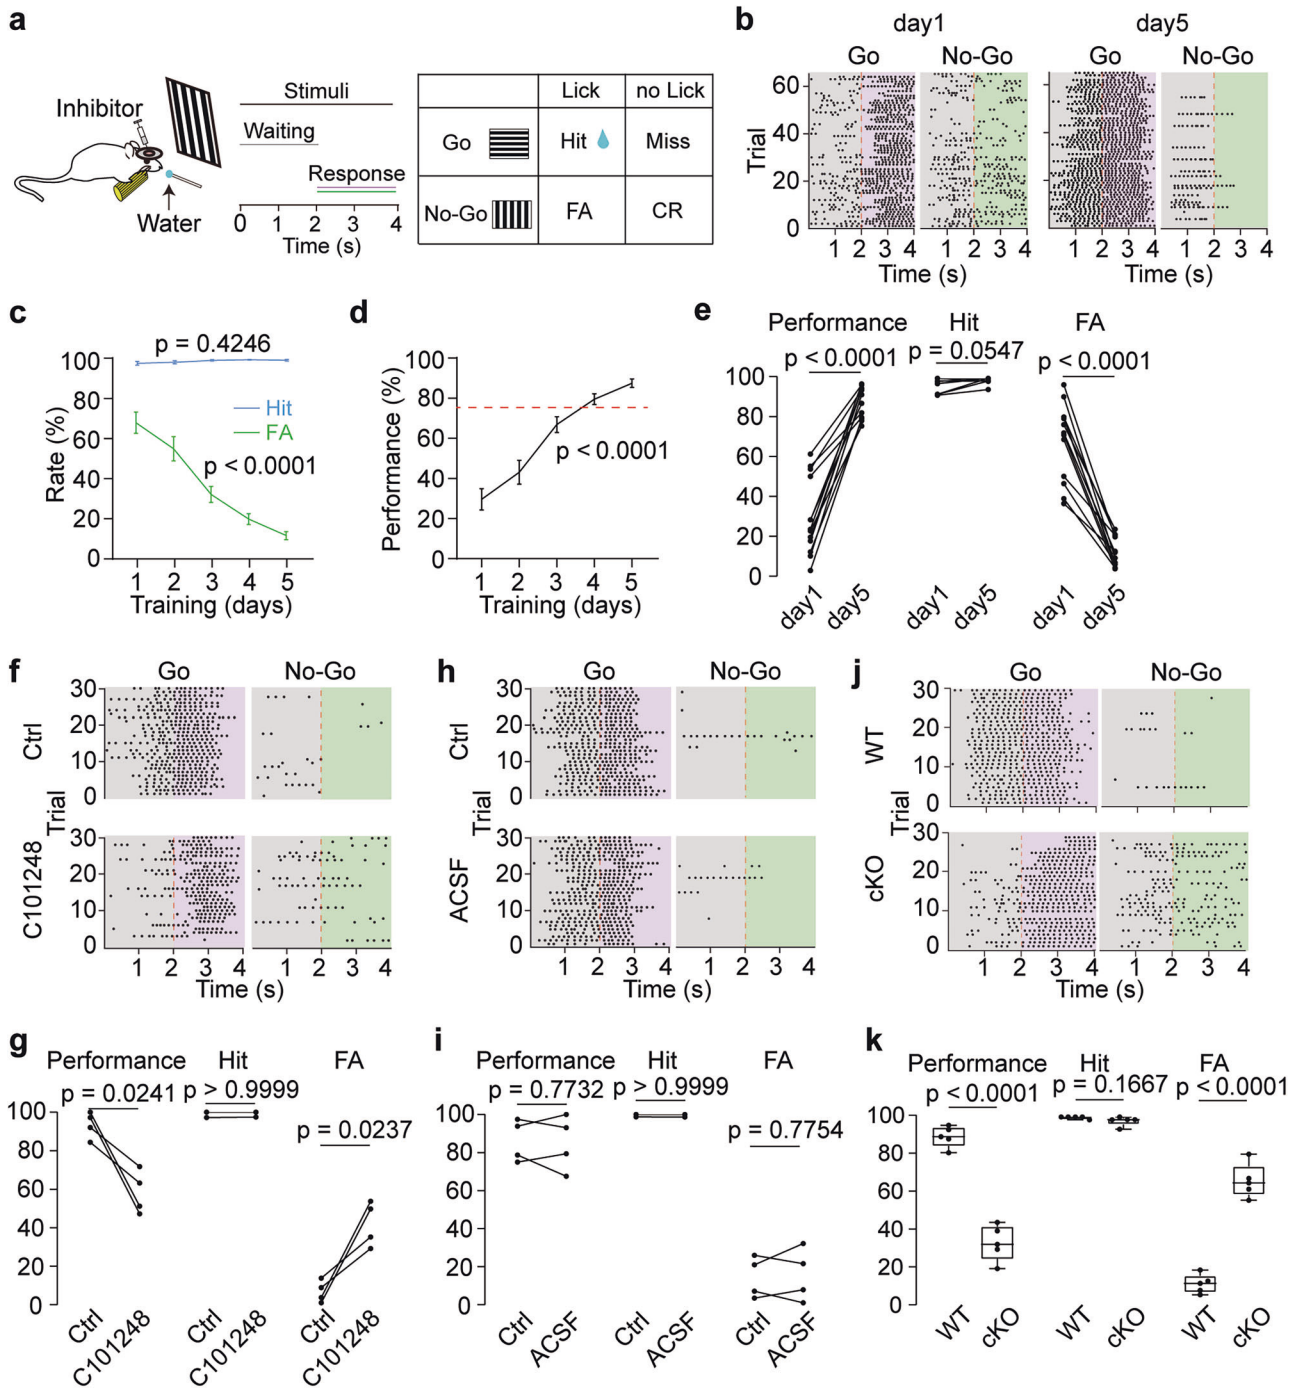 a
Inhibitor
Water
Stimuli
Waiting
Response
0 1 2 3 4
Time (s)
Lick no Lick
Go Hit Miss
No-Go FA CR
b
day1 day5
Go No-Go Go No-Go
Trial
60
40
20
0
1 2 3 4 1 2 3 4 1 2 3 4 1 2 3 4
Time (s) Time (s)
c
p = 0.4246
Rate (%)
100
80
60
40
20
0
Hit
FA
p < 0.0001
1 2 3 4 5
Training (days)
d
Performance (%)
100
80
60
40
20
0
p < 0.0001
1 2 3 4 5
Training (days)
e
Performance Hit FA
p < 0.0001 p = 0.0547 p < 0.0001
100
80
60
40
20
0
day1 day5 day1 day5 day1 day5
f
Go No-Go
Ctrl
30
20
10
0
Trial
C101248
30
20
10
0
1 2 3 4 1 2 3 4
Time (s)
h
Go No-Go
Ctrl
30
20
10
0
Trial
ACSF
30
20
10
0
1 2 3 4 1 2 3 4
Time (s)
j
Go No-Go
WT
30
20
10
0
Trial
cKO
30
20
10
0
1 2 3 4 1 2 3 4
Time (s)
g
Performance Hit FA
p = 0.0241 p > 0.9999
p = 0.0237
100
80
60
40
20
0
Ctrl C101248 Ctrl C101248 Ctrl C101248
i
Performance Hit FA
p = 0.7732 p > 0.9999
p = 0.7754
100
80
60
40
20
0
Ctrl ACSF Ctrl ACSF Ctrl ACSF
k
Performance Hit FA
p < 0.0001 p = 0.1667 p < 0.0001
100
80
60
40
20
0
WT cKO WT cKO WT cKO